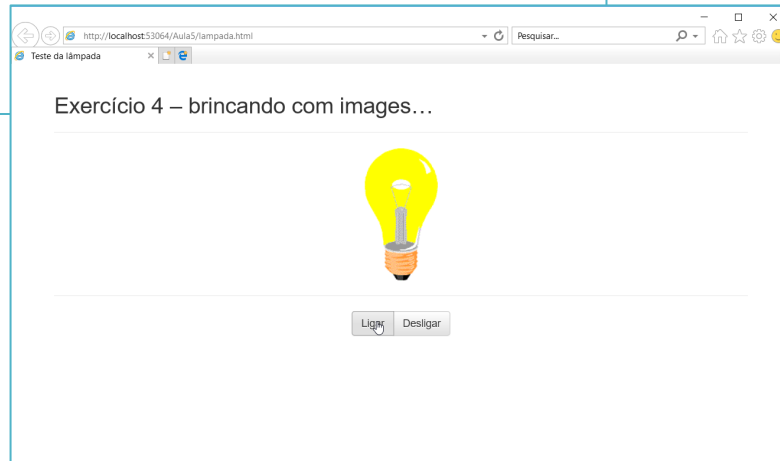 http://localhost:53064/Aula5/lampada.html
Pesquisar...
Teste da lâmpada
Exercício 4 – brincando com images…
Ligar Desligar